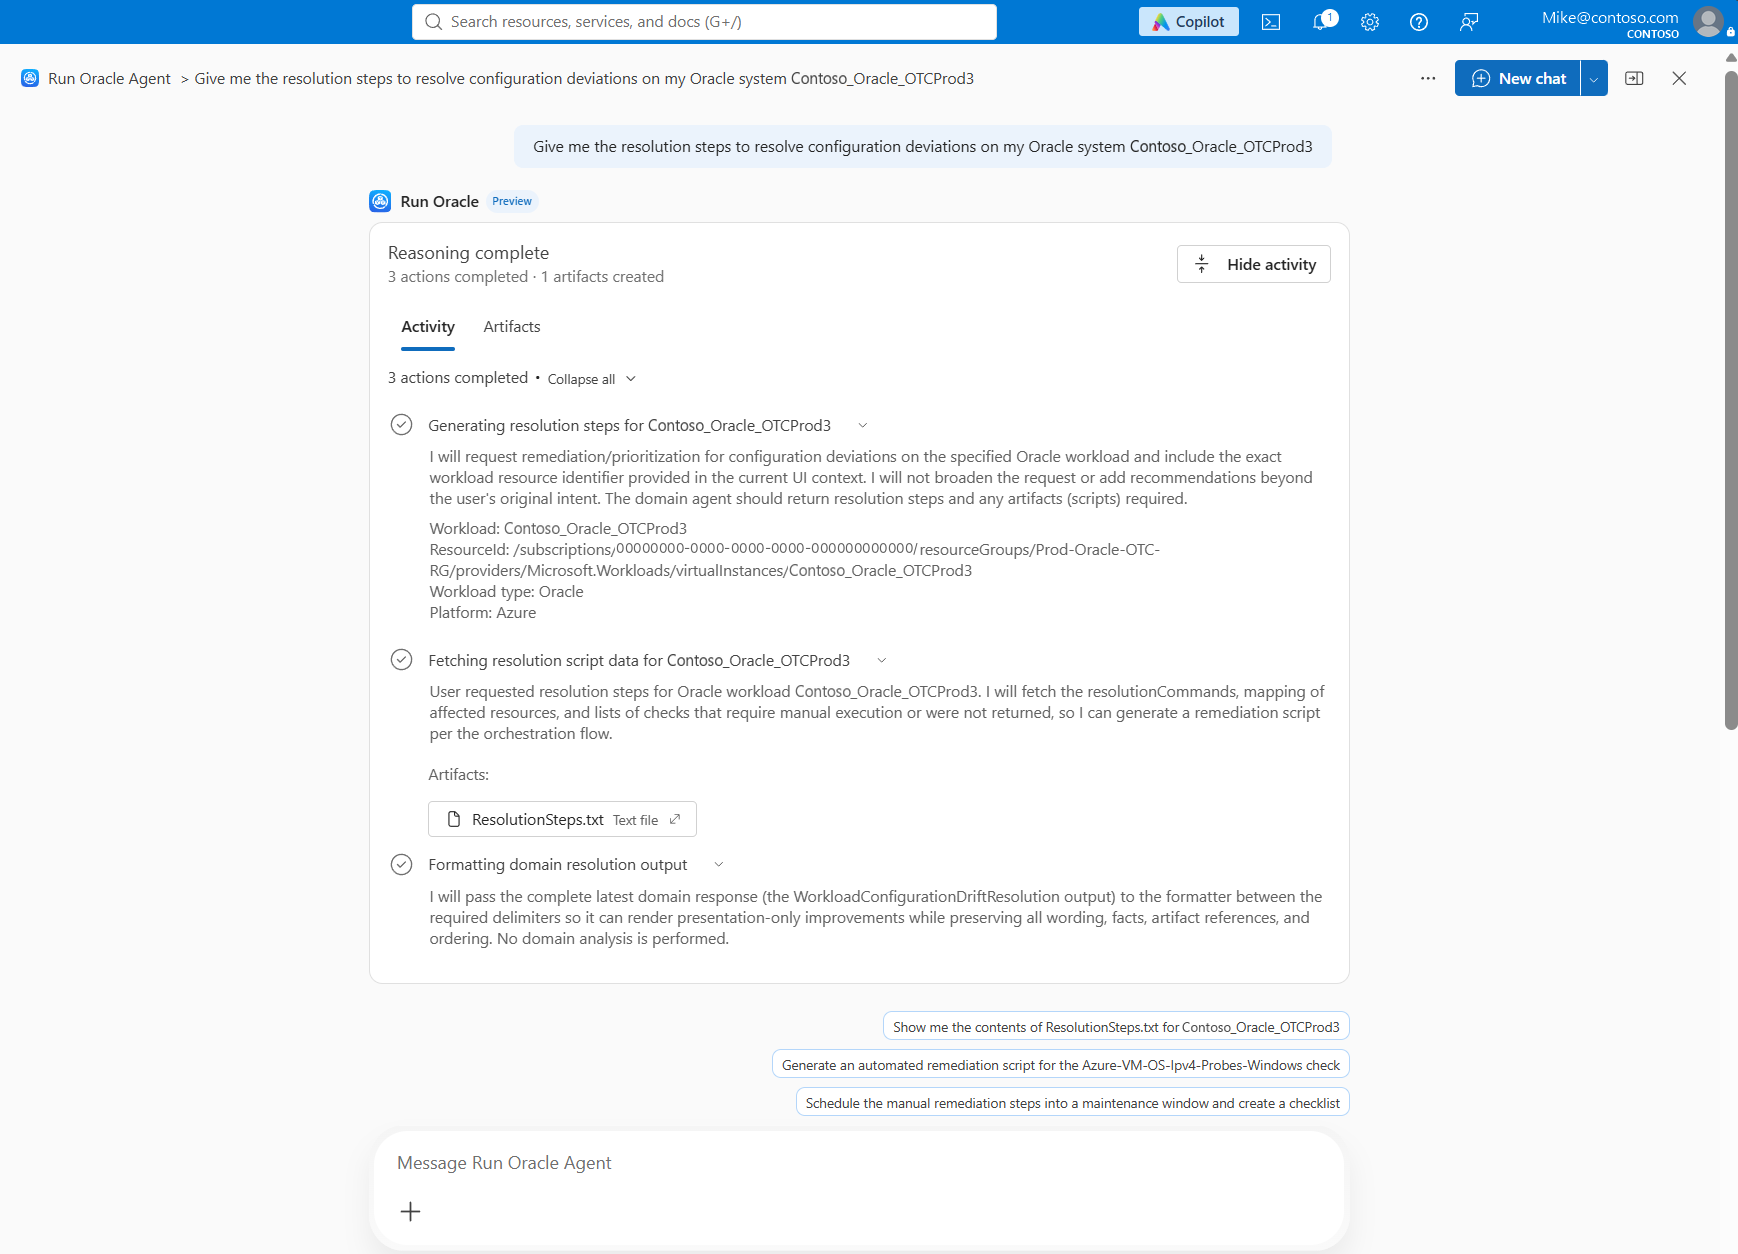 Search resources, services, and docs (G+/)
Copilot
1
Mike@contoso.com
CONTOSO
Run Oracle Agent > Give me the resolution steps to resolve configuration deviations on my Oracle system Contoso_Oracle_OTCProd3
New chat
Give me the resolution steps to resolve configuration deviations on my Oracle system Contoso_Oracle_OTCProd3
Run Oracle Preview
Reasoning complete
3 actions completed · 1 artifacts created
Hide activity
Activity Artifacts
3 actions completed • Collapse all
Generating resolution steps for Contoso_Oracle_OTCProd3
I will request remediation/prioritization for configuration deviations on the specified Oracle workload and include the exact
workload resource identifier provided in the current UI context. I will not broaden the request or add recommendations beyond
the user's original intent. The domain agent should return resolution steps and any artifacts (scripts) required.
Workload: Contoso_Oracle_OTCProd3
ResourceId: /subscriptions/00000000-0000-0000-0000-000000000000/resourceGroups/Prod-Oracle-OTC-
RG/providers/Microsoft.Workloads/virtualInstances/Contoso_Oracle_OTCProd3
Workload type: Oracle
Platform: Azure
Fetching resolution script data for Contoso_Oracle_OTCProd3
User requested resolution steps for Oracle workload Contoso_Oracle_OTCProd3. I will fetch the resolutionCommands, mapping of
affected resources, and lists of checks that require manual execution or were not returned, so I can generate a remediation script
per the orchestration flow.
Artifacts:
ResolutionSteps.txt Text file
Formatting domain resolution output
I will pass the complete latest domain response (the WorkloadConfigurationDriftResolution output) to the formatter between the
required delimiters so it can render presentation-only improvements while preserving all wording, facts, artifact references, and
ordering. No domain analysis is performed.
Show me the contents of ResolutionSteps.txt for Contoso_Oracle_OTCProd3
Generate an automated remediation script for the Azure-VM-OS-Ipv4-Probes-Windows check
Schedule the manual remediation steps into a maintenance window and create a checklist
Message Run Oracle Agent